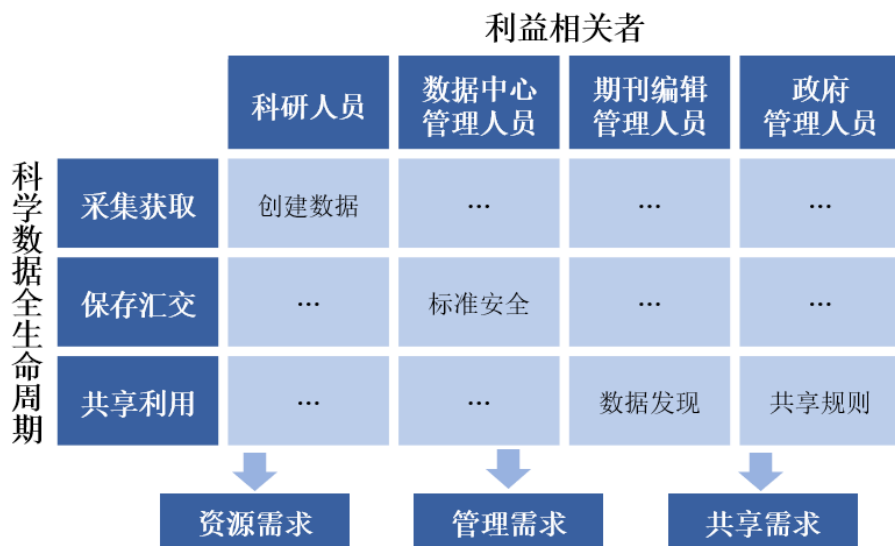 利益相关者
科研人员
数据中心
管理人员
期刊编辑
管理人员
政府
管理人员
科学数据全生命周期
采集获取
创建数据
…
…
…
保存汇交
…
标准安全
…
…
共享利用
…
…
数据发现
共享规则
资源需求
管理需求
共享需求